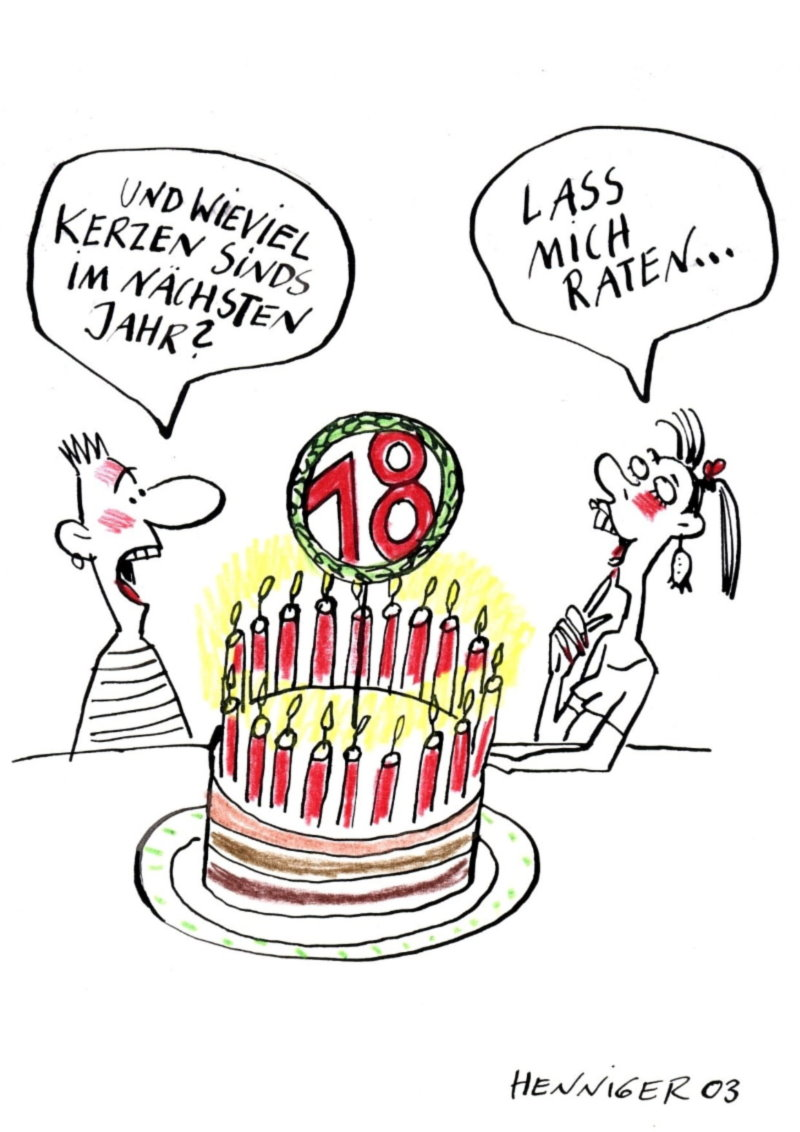 UND WIEVIEL
KERZEN SINDS
IM NÄCHSTEN
JAHR?
LASS
MICH
RATEN...
18
HENNIGER 03